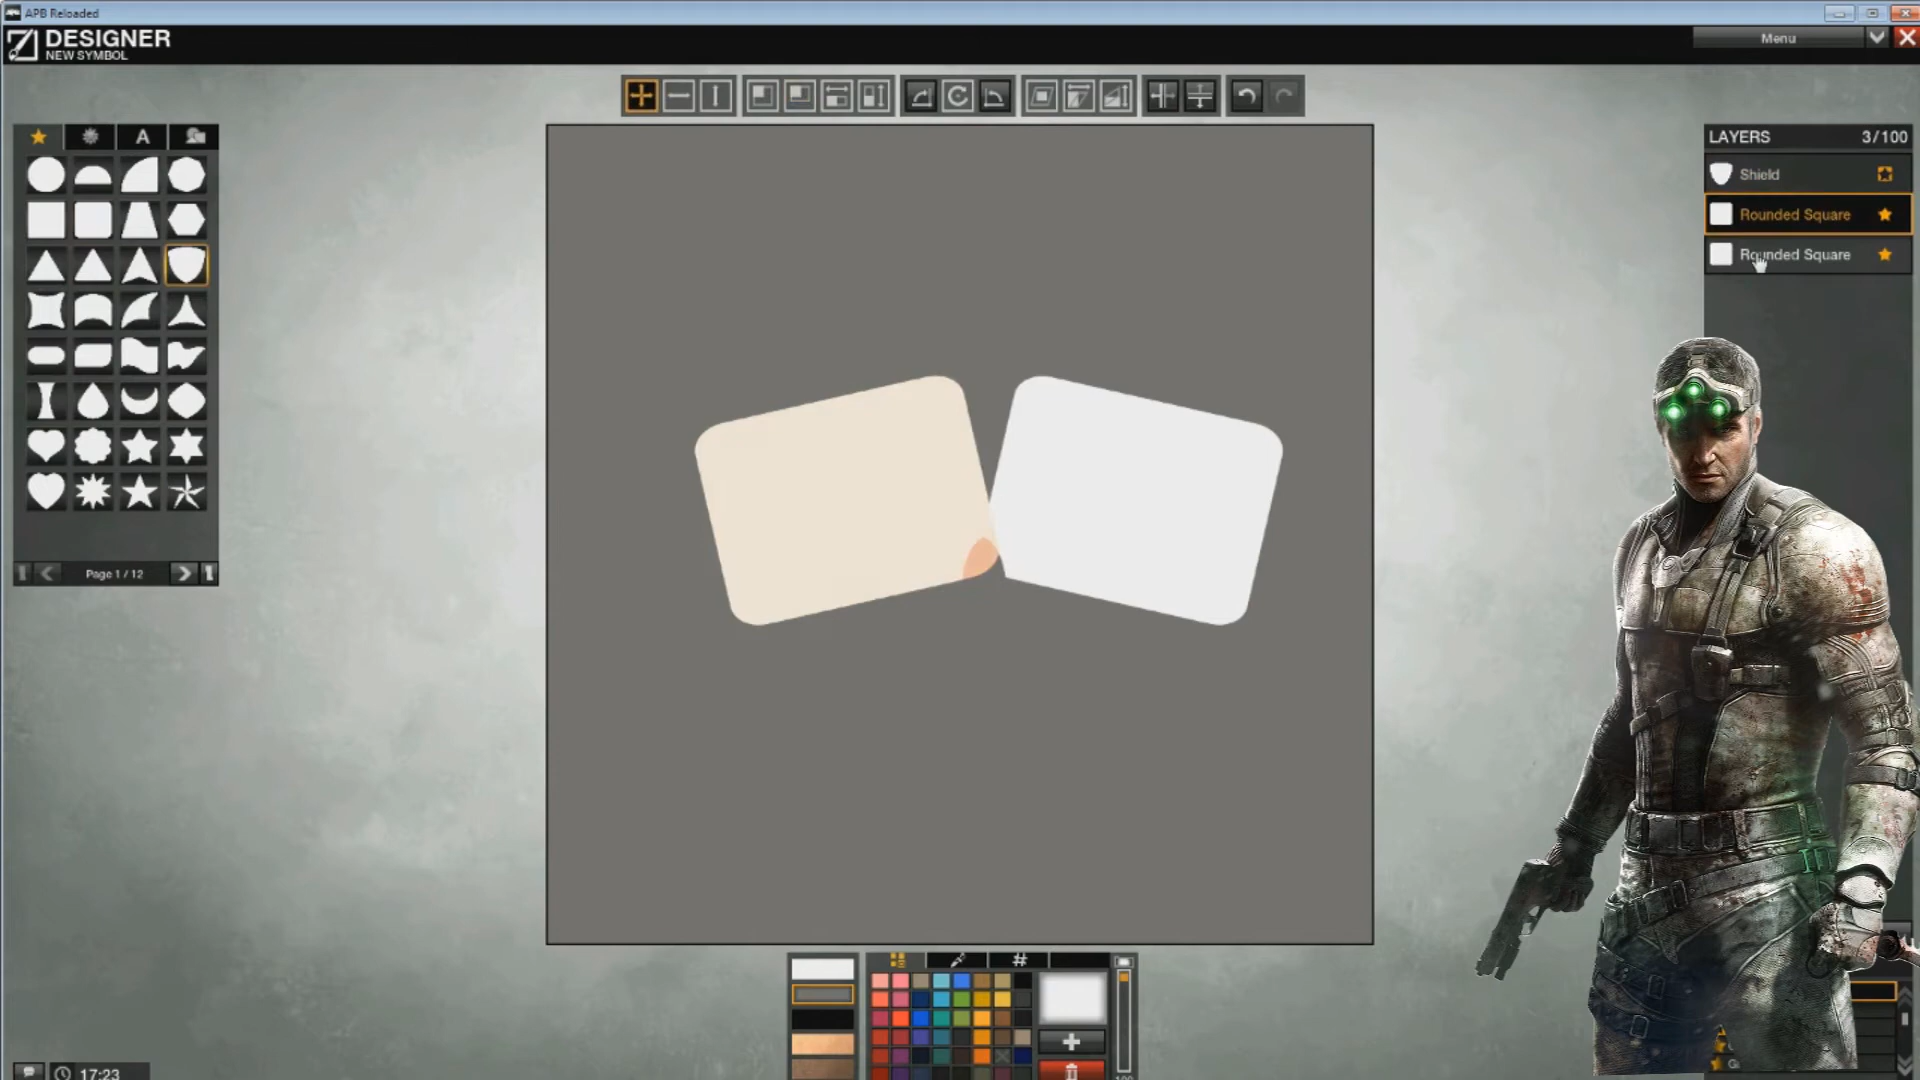 APB Reloaded
DESIGNER
NEW SYMBOL
Menu
A
LAYERS 3/100
Shield
Rounded Square
Rounded Square
Page 1 / 12
#
17:23